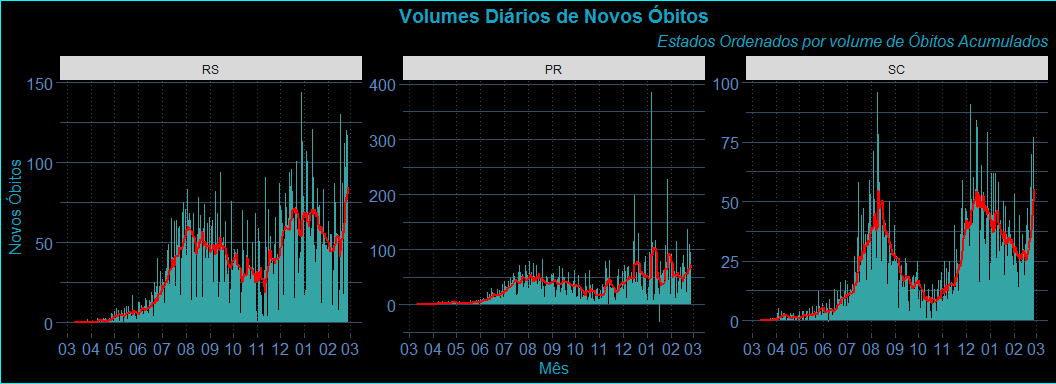 Volumes Diários de Novos Óbitos
Estados Ordenados por volume de Óbitos Acumulados
RS PR SC
Novos Óbitos
150
100
50
0
400
300
200
100
0
100
75
50
25
0
03 04 05 06 07 08 09 10 11 12 01 02 03
03 04 05 06 07 08 09 10 11 12 01 02 03
03 04 05 06 07 08 09 10 11 12 01 02 03
Mês